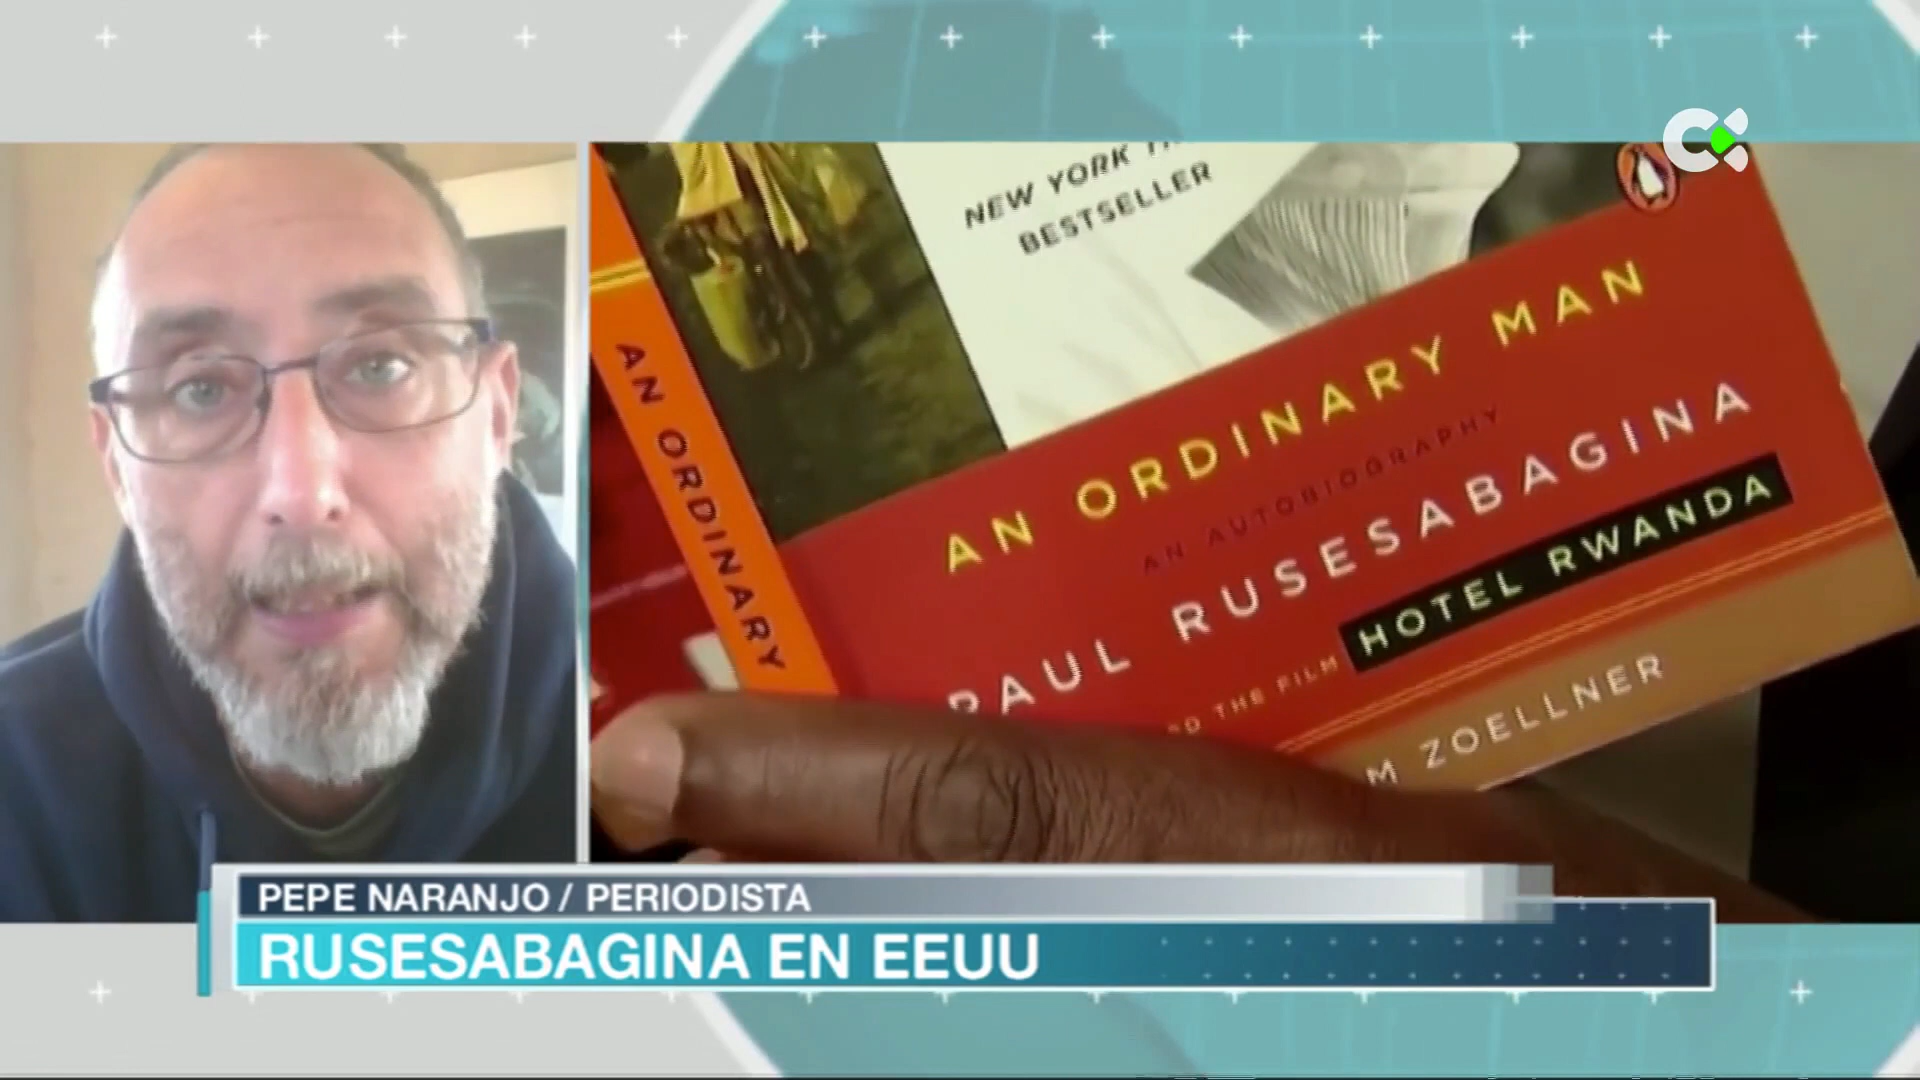 NEW YORK
BESTSELLER
AN ORDINARY MAN
AN AUTOBIOGRAPHY
PAUL RUSESABAGINA
THE FILM HOTEL RWANDA
ZOELLNER
AN ORDINARY
PEPE NARANJO / PERIODISTA
RUSESABAGINA EN EEUU